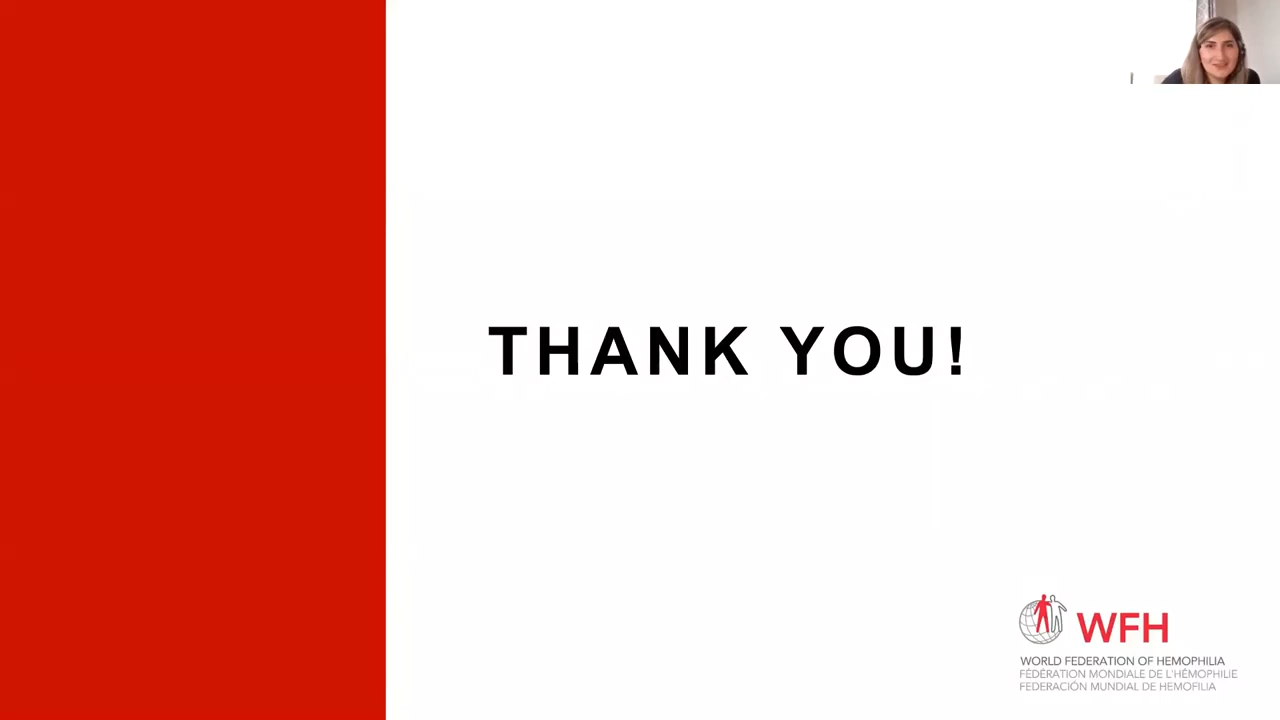 THANK YOU!
WFH
WORLD FEDERATION OF HEMOPHILIA
FÉDÉRATION MONDIALE DE L'HÉMOPHILIE
FEDERACIÓN MUNDIAL DE HEMOFILIA